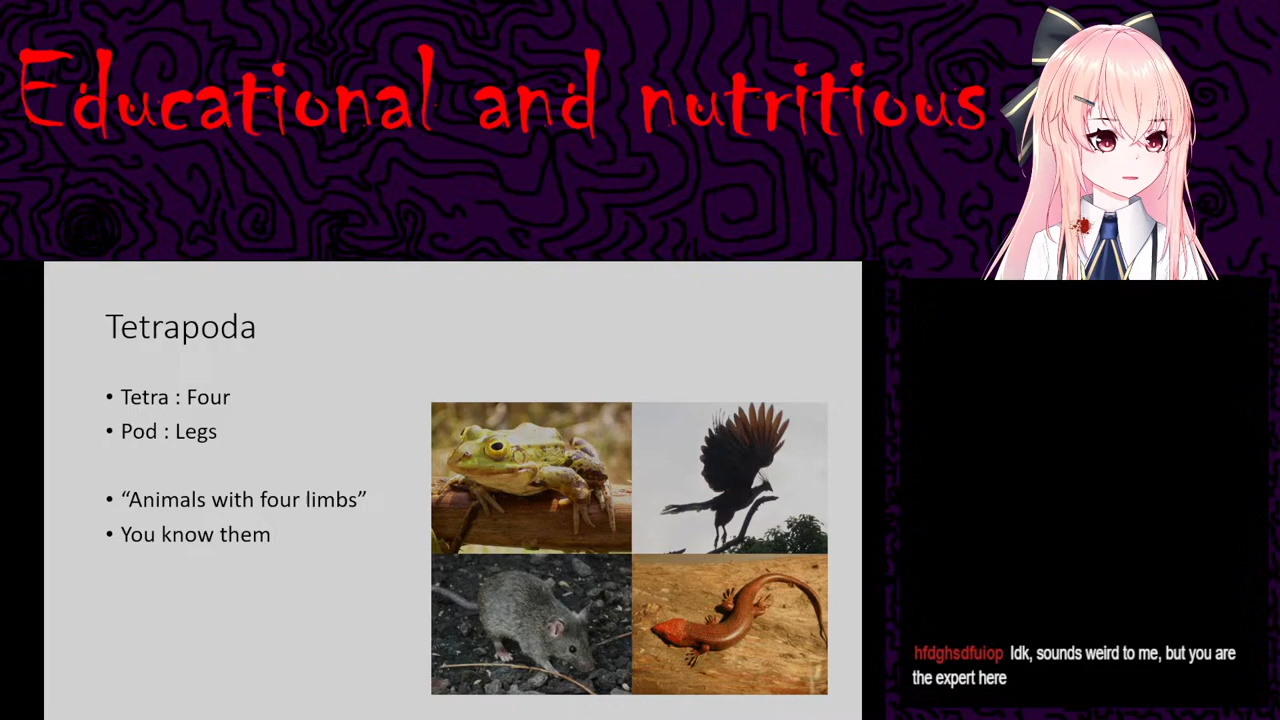 Educational and nutritious
Tetrapoda
• Tetra : Four
• Pod : Legs
• “Animals with four limbs”
• You know them
hfdghsdfuiop Idk, sounds weird to me, but you are
the expert here